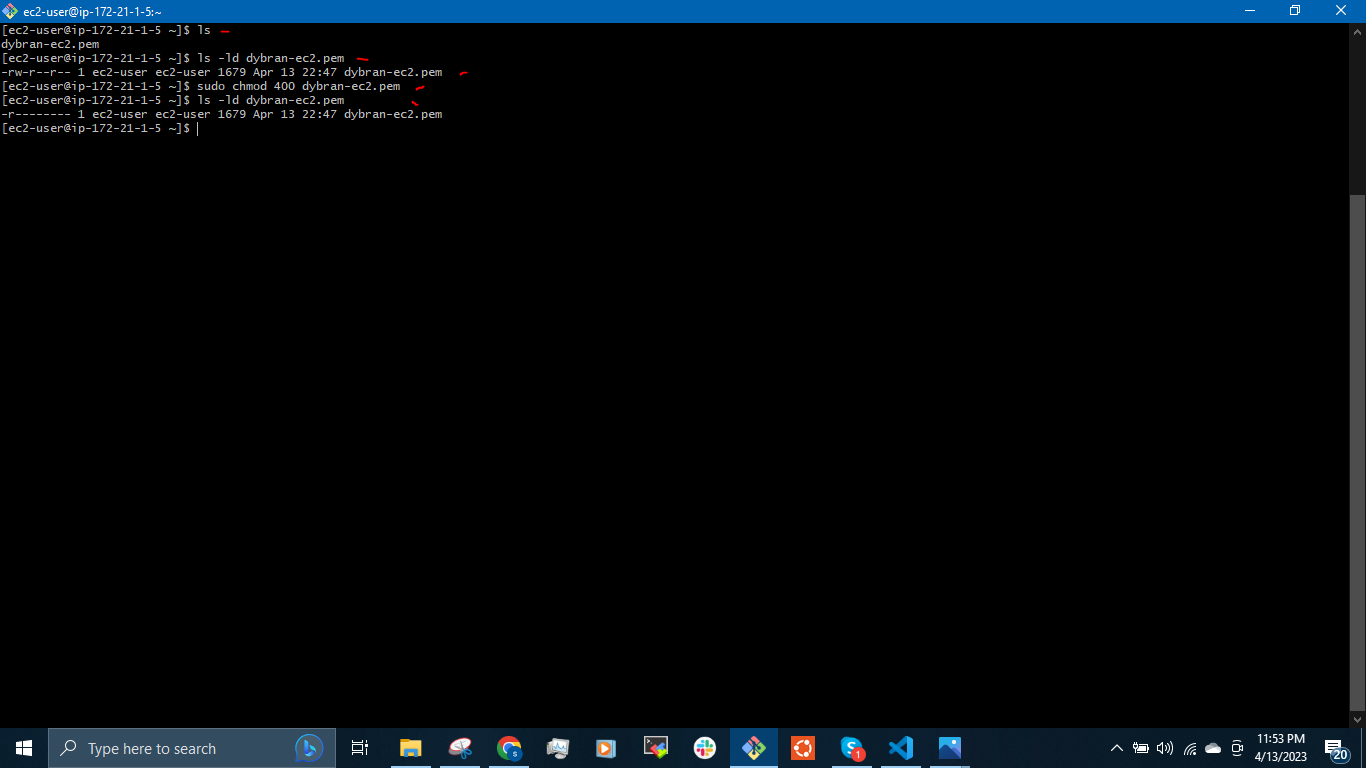 ec2-user@ip-172-21-1-5:~
[ec2-user@ip-172-21-1-5 ~]$ ls
dybran-ec2.pem
[ec2-user@ip-172-21-1-5 ~]$ ls -ld dybran-ec2.pem
-rw-r--r-- 1 ec2-user ec2-user 1679 Apr 13 22:47 dybran-ec2.pem
[ec2-user@ip-172-21-1-5 ~]$ sudo chmod 400 dybran-ec2.pem
[ec2-user@ip-172-21-1-5 ~]$ ls -ld dybran-ec2.pem
-r-------- 1 ec2-user ec2-user 1679 Apr 13 22:47 dybran-ec2.pem
[ec2-user@ip-172-21-1-5 ~]$
Type here to search
S
S
1
11:53 PM
4/13/2023
20